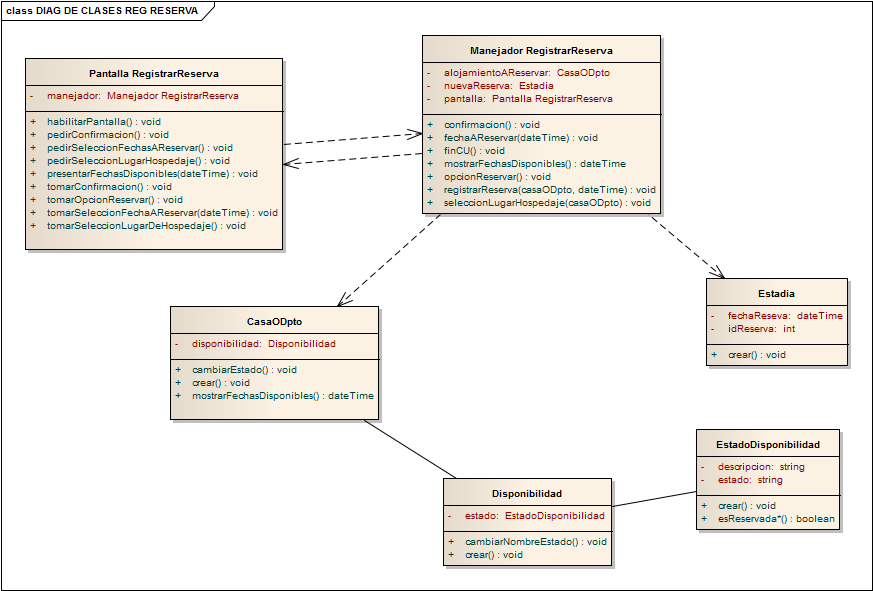 class DIAG DE CLASES REG RESERVA
Pantalla RegistrarReserva
- manejador: Manejador RegistrarReserva
+ habilitarPantalla() : void
+ pedirConfirmacion() : void
+ pedirSeleccionFechasAReservar() : void
+ pedirSeleccionLugarHospedaje() : void
+ presentarFechasDisponibles(dateTime) : void
+ tomarConfirmacion() : void
+ tomarOpcionReservar() : void
+ tomarSeleccionFechaAReservar(dateTime) : void
+ tomarSeleccionLugarDeHospedaje() : void
Manejador RegistrarReserva
- alojamientoAReservar: CasaODpto
- nuevaReserva: Estadia
- pantalla: Pantalla RegistrarReserva
+ confirmacion() : void
+ fechaAReservar(dateTime) : void
+ finCU() : void
+ mostrarFechasDisponibles() : dateTime
+ opcionReservar() : void
+ registrarReserva(casaODpto, dateTime) : void
+ seleccionLugarHospedaje(casaODpto) : void
Estadia
- fechaReseva: dateTime
- idReserva: int
+ crear() : void
CasaODpto
- disponibilidad: Disponibilidad
+ cambiarEstado() : void
+ crear() : void
+ mostrarFechasDisponibles() : dateTime
EstadoDisponibilidad
- descripcion: string
- estado: string
+ crear() : void
+ esReservada*() : boolean
Disponibilidad
- estado: EstadoDisponibilidad
+ cambiarNombreEstado() : void
+ crear() : void